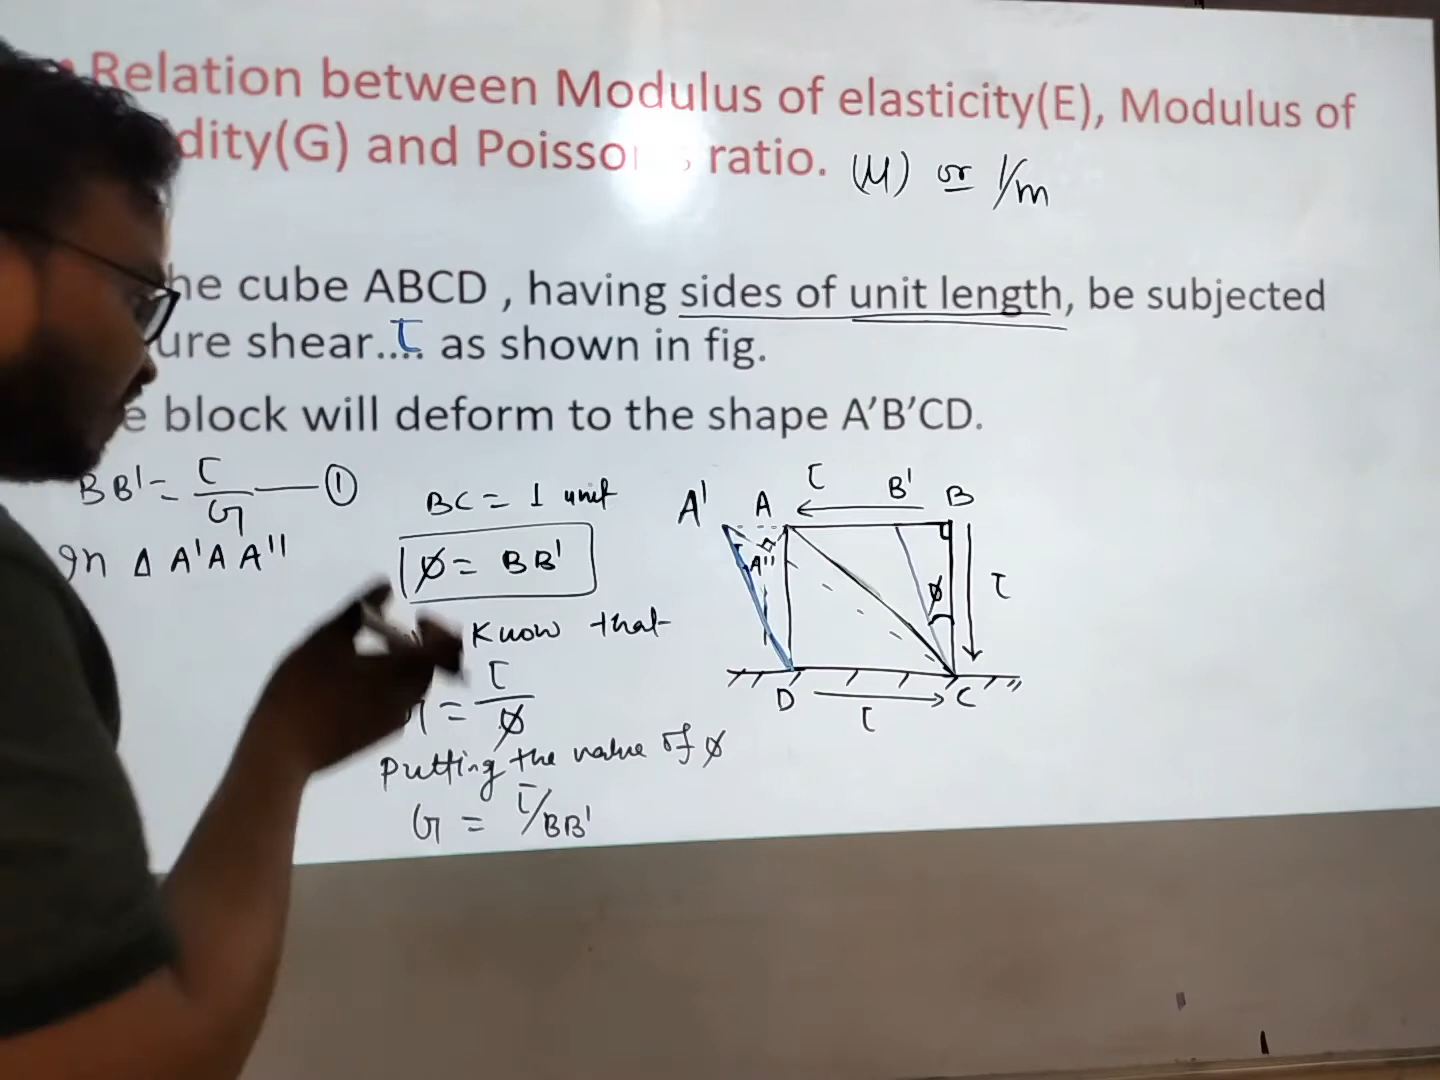 Relation between Modulus of elasticity(E), Modulus of
dity(G) and Poisso s ratio. (μ) or 1/m
he cube ABCD , having sides of unit length, be subjected
ure shear..τ.. as shown in fig.
e block will deform to the shape A'B'CD.
BB' = τ/G ①
In Δ A'AA''
BC = 1 unit
φ = BB'
Know that
= τ/φ
Putting the value of φ
G = τ/BB'
A' A τ B' B
A'' φ τ
D τ C